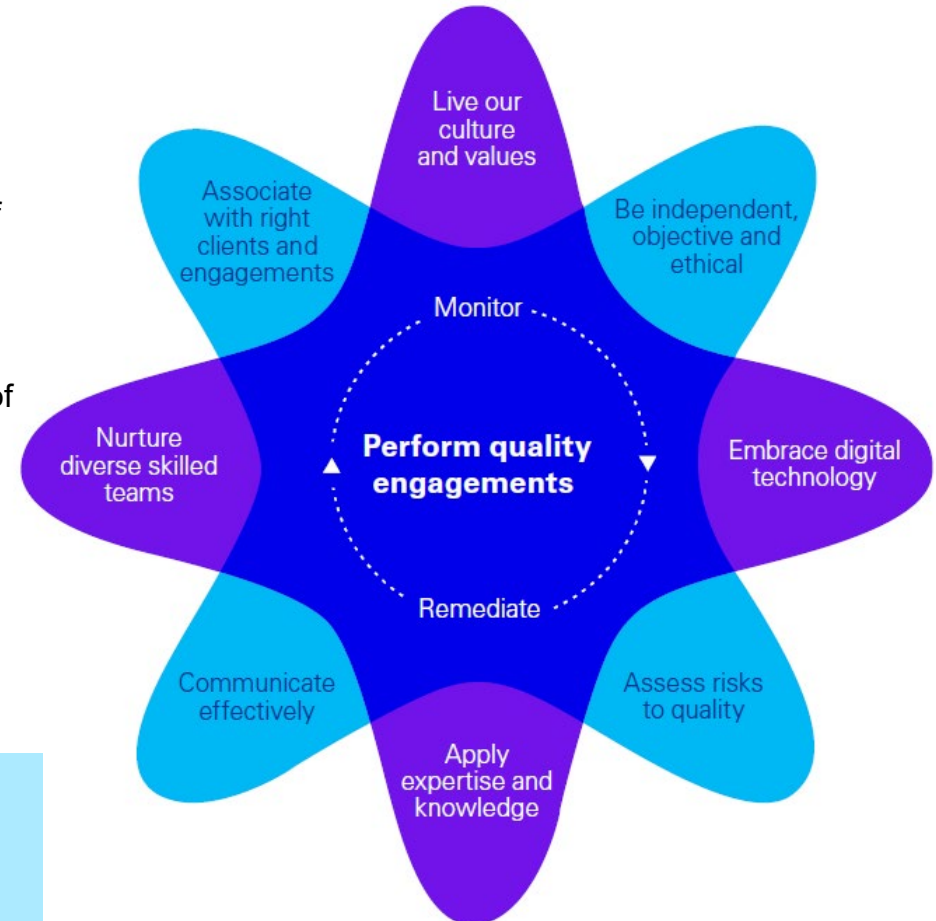 Live our
culture
and values
Associate
with right
clients and
engagements
Be independent,
objective and
ethical
Monitor
Nurture
diverse skilled
teams
Perform quality
engagements
Embrace digital
technology
Remediate
Communicate
effectively
Assess risks
to quality
Apply
expertise and
knowledge
of